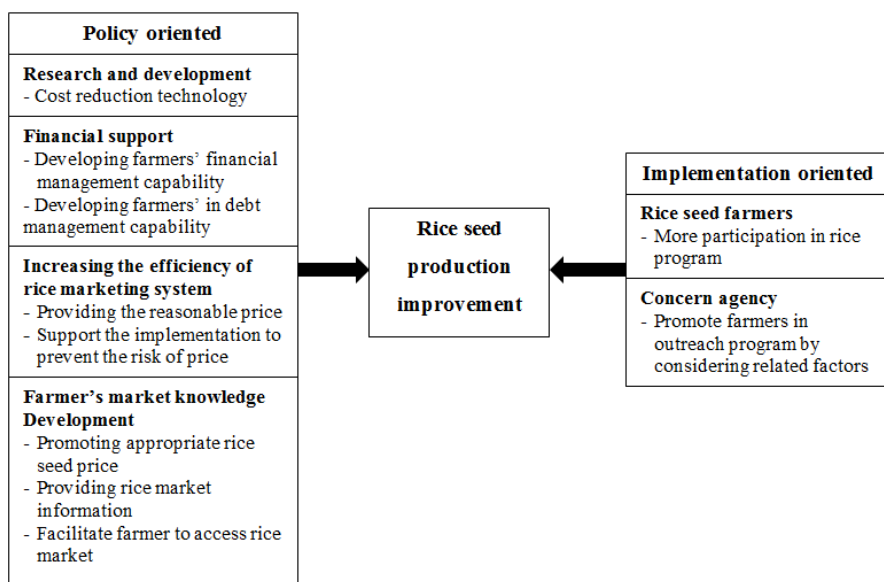 Policy oriented
Research and development
- Cost reduction technology
Financial support
- Developing farmers’ financial
management capability
- Developing farmers’ in debt
management capability
Increasing the efficiency of
rice marketing system
- Providing the reasonable price
- Support the implementation to
prevent the risk of price
Farmer’s market knowledge
Development
- Promoting appropriate rice
seed price
- Providing rice market
information
- Facilitate farmer to access rice
market
Rice seed
production
improvement
Implementation oriented
Rice seed farmers
- More participation in rice
program
Concern agency
- Promote farmers in
outreach program by
considering related factors